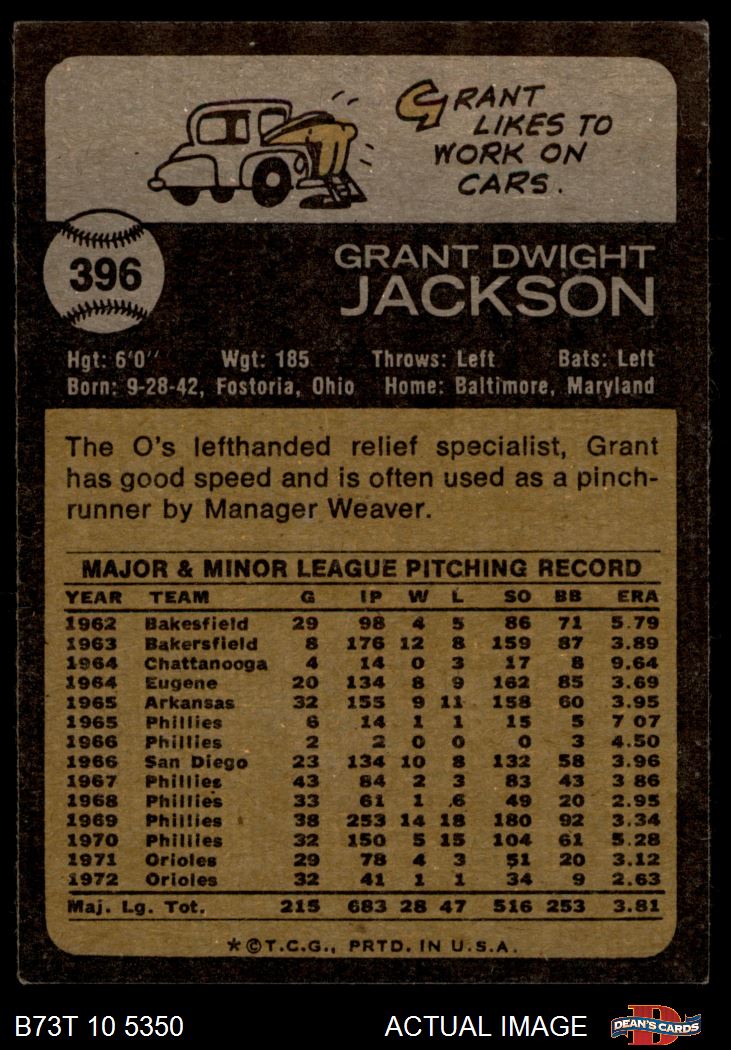 GRANT
LIKES TO
WORK ON
CARS.
396
GRANT DWIGHT
JACKSON
Hgt: 6'0" Wgt: 185 Throws: Left Bats: Left
Born: 9-28-42, Fostoria, Ohio Home: Baltimore, Maryland
The O's lefthanded relief specialist, Grant
has good speed and is often used as a pinch-
runner by Manager Weaver.
MAJOR & MINOR LEAGUE PITCHING RECORD
YEAR TEAM G IP W L SO BB ERA
1962 Bakesfield 29 98 4 5 86 71 5.79
1963 Bakersfield 8 176 12 8 159 87 3.89
1964 Chattanooga 4 14 0 3 17 8 9.64
1964 Eugene 20 134 8 9 162 85 3.69
1965 Arkansas 32 155 9 11 158 60 3.95
1965 Phillies 6 14 1 1 15 5 7 07
1966 Phillies 2 2 0 0 0 3 4.50
1966 San Diego 23 134 10 8 132 58 3.96
1967 Phillies 43 84 2 3 83 43 3 86
1968 Phillies 33 61 1 6 49 20 2.95
1969 Phillies 38 253 14 18 180 92 3.34
1970 Phillies 32 150 5 15 104 61 5.28
1971 Orioles 29 78 4 3 51 20 3.12
1972 Orioles 32 41 1 1 34 9 2.63
Maj. Lg. Tot. 215 683 28 47 516 253 3.81
*©T.C.G., PRTD. IN U.S.A.
B73T 10 5350 ACTUAL IMAGE D DEAN'S CARDS